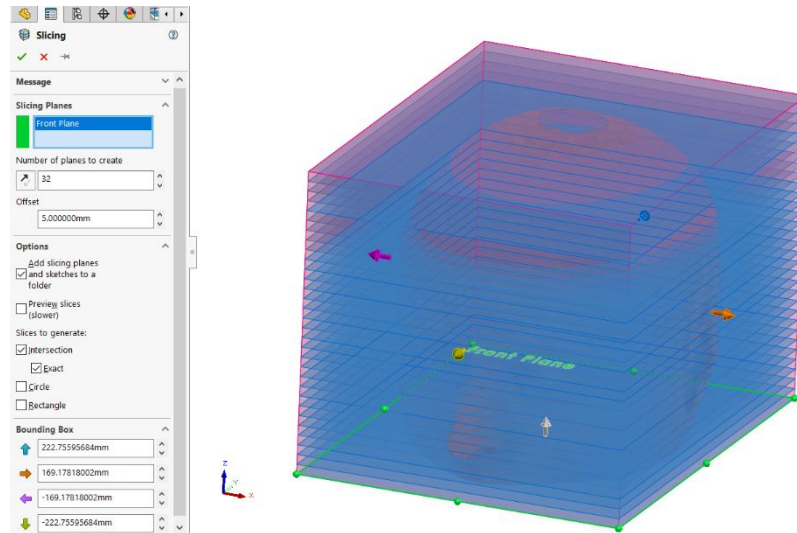 Slicing
Message
Slicing Planes
Front Plane
Number of planes to create
32
Offset
5.000000mm
Options
Add slicing planes
and sketches to a
folder
Preview slices
(slower)
Slices to generate:
Intersection
Exact
Circle
Rectangle
Bounding Box
222.75595684mm
169.17818002mm
-169.17818002mm
-222.75595684mm
Front Plane
Z
Y
X